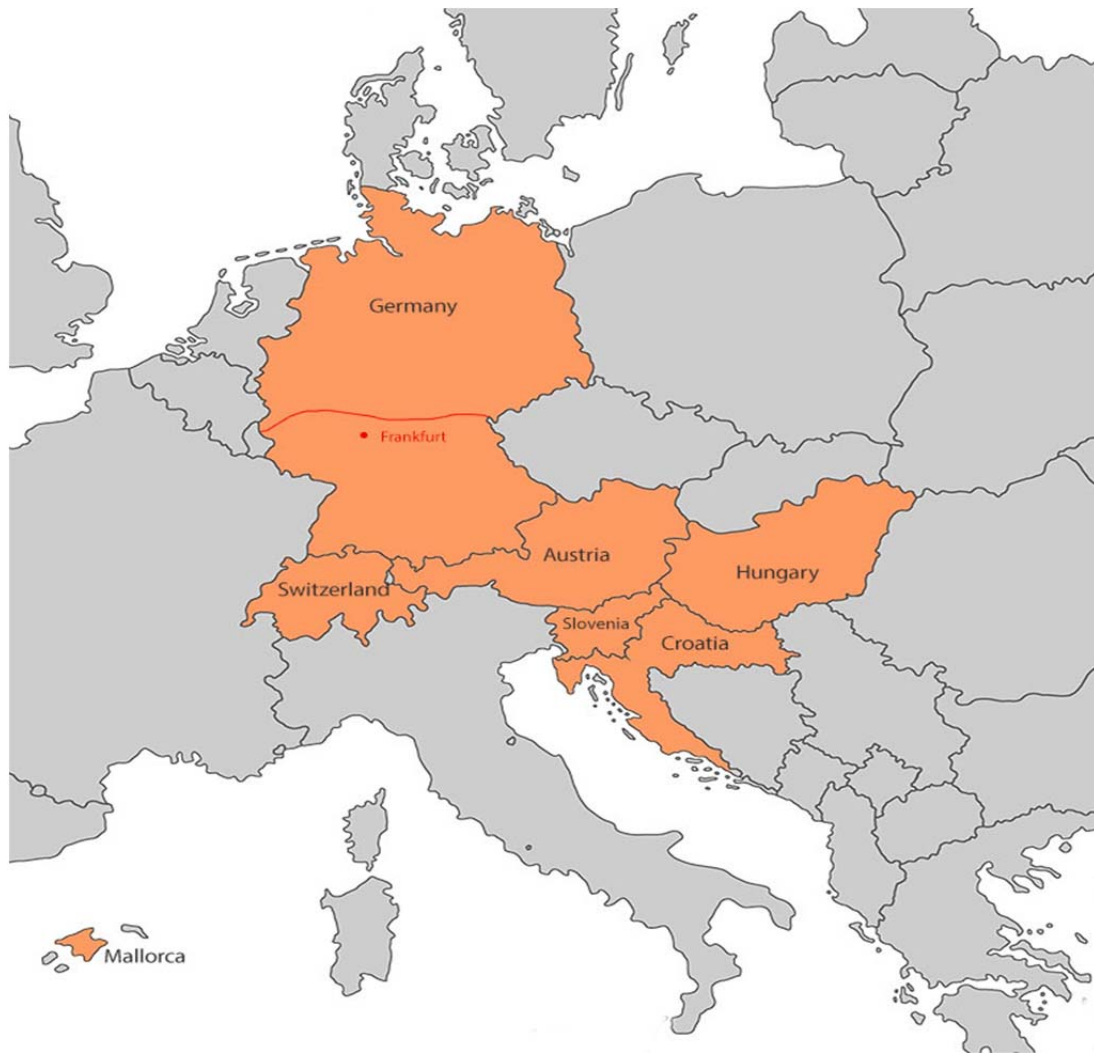 Germany
Frankfurt
Austria
Hungary
Switzerland
Slovenia
Croatia
Mallorca